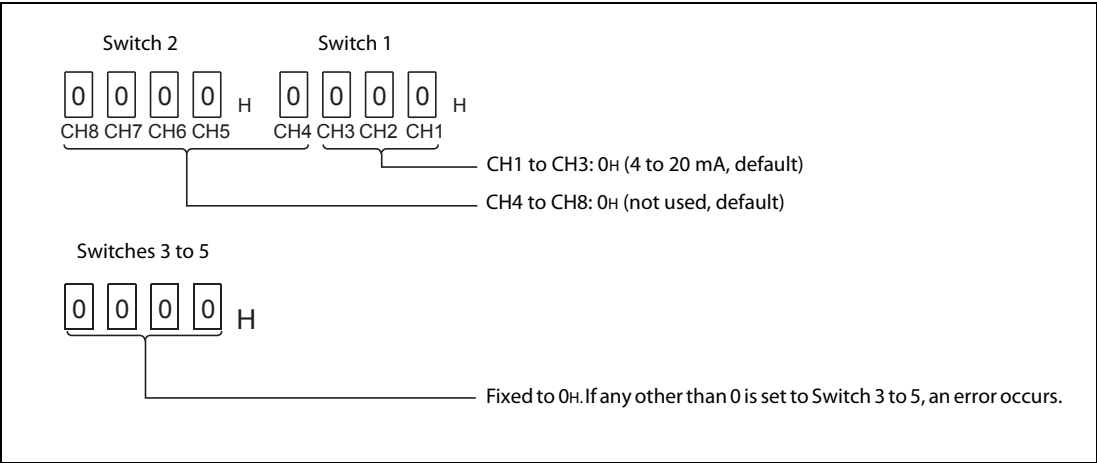 Switch 2 Switch 1
0 0 0 0 H 0 0 0 0 H
CH8 CH7 CH6 CH5 CH4 CH3 CH2 CH1
CH1 to CH3: 0H (4 to 20 mA, default)
CH4 to CH8: 0H (not used, default)
Switches 3 to 5
0 0 0 0 H
Fixed to 0H. If any other than 0 is set to Switch 3 to 5, an error occurs.